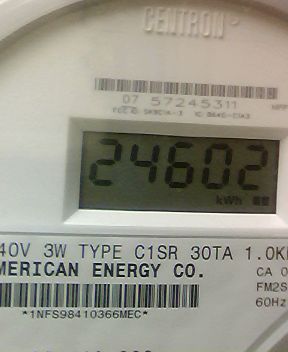 CENTRON
07 57245311
24602
kWh
40V 3W TYPE C1SR 30TA 1.0K
MERICAN ENERGY CO.
CA 0
FM2S
60Hz
*1NFS98410366MEC*